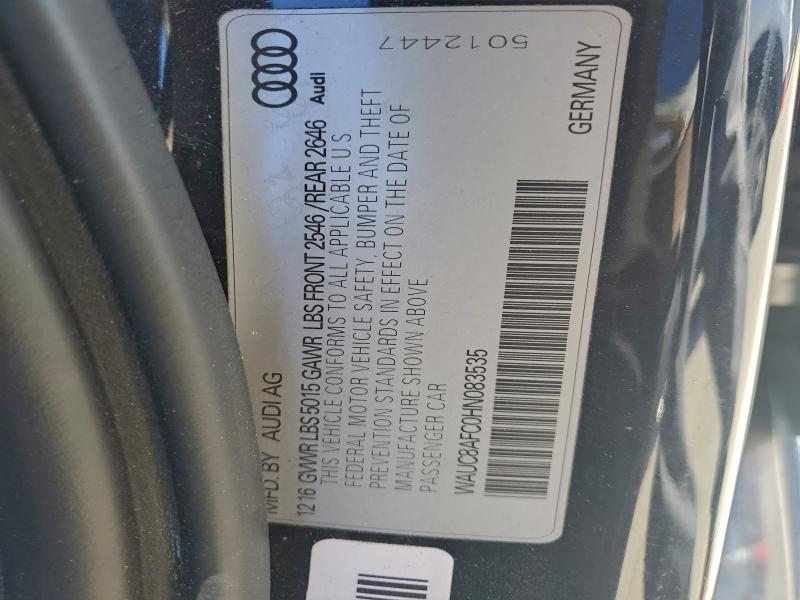 MFD. BY AUDI AG
12 16 GWWR LBS 5015 GAWR LBS FRONT 2546 /REAR 2646 Audi
THIS VEHICLE CONFORMS TO ALL APPLICABLE U.S.
FEDERAL MOTOR VEHICLE SAFETY, BUMPER AND THEFT
PREVENTION STANDARDS IN EFFECT ON THE DATE OF
MANUFACTURE SHOWN ABOVE
PASSENGER CAR
WAUC8AFC0HN083535
5012447
GERMANY